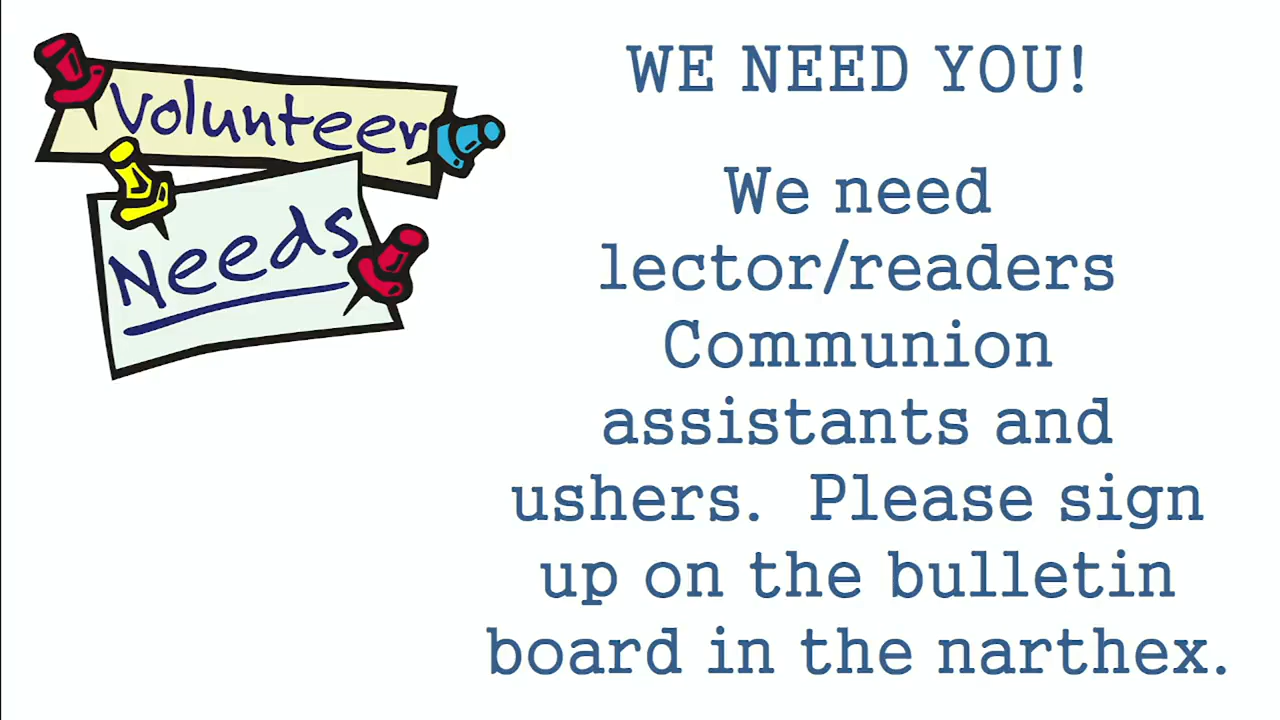 Volunteer
Needs
WE NEED YOU!
We need
lector/readers
Communion
assistants and
ushers.  Please sign
up on the bulletin
board in the narthex.